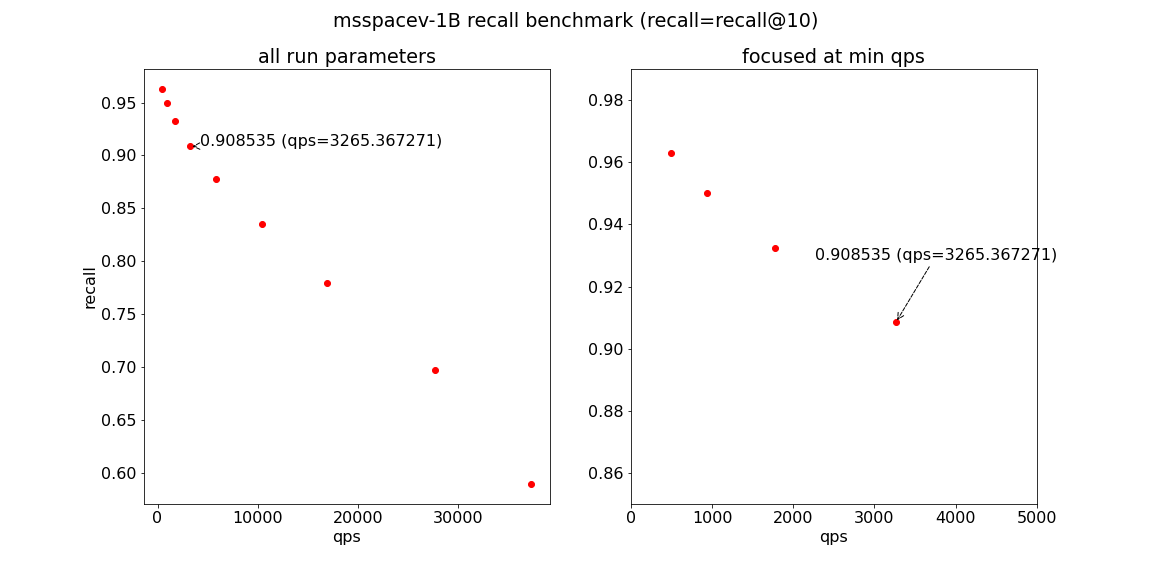 msspacev-1B recall benchmark (recall=recall@10)
all run parameters
0.95
0.90
0.85
0.80
0.75
0.70
0.65
0.60
recall
0.908535 (qps=3265.367271)
0 10000 20000 30000
qps
focused at min qps
0.98
0.96
0.94
0.92
0.90
0.88
0.86
0.908535 (qps=3265.367271)
0 1000 2000 3000 4000 5000
qps